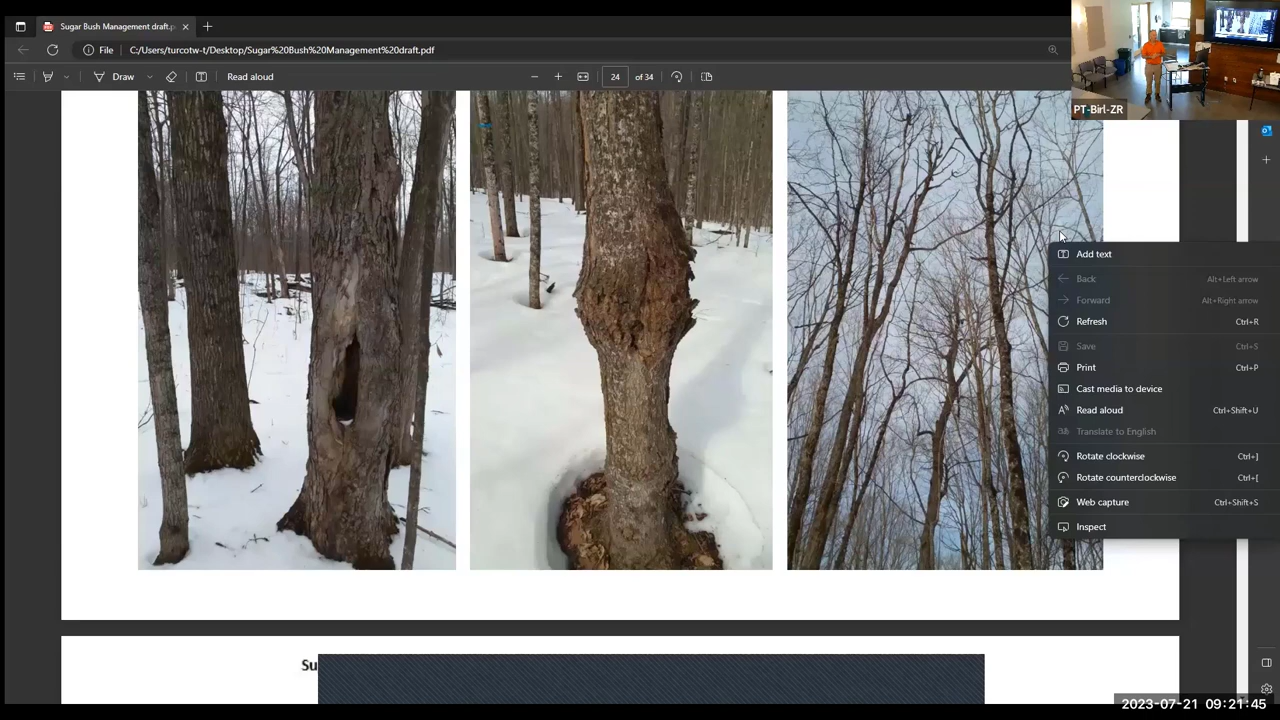 Sugar Bush Management draft.p
File C:/Users/turcotw-t/Desktop/Sugar%20Bush%20Management%20draft.pdf
Draw Read aloud 24 of 34
PT-Birl-ZR
Add text
Back Alt+Left arrow
Forward Alt+Right arrow
Refresh Ctrl+R
Save Ctrl+S
Print Ctrl+P
Cast media to device
Read aloud Ctrl+Shift+U
Translate to English
Rotate clockwise Ctrl+]
Rotate counterclockwise Ctrl+[
Web capture Ctrl+Shift+S
Inspect
Su
2023-07-21 09:21:45